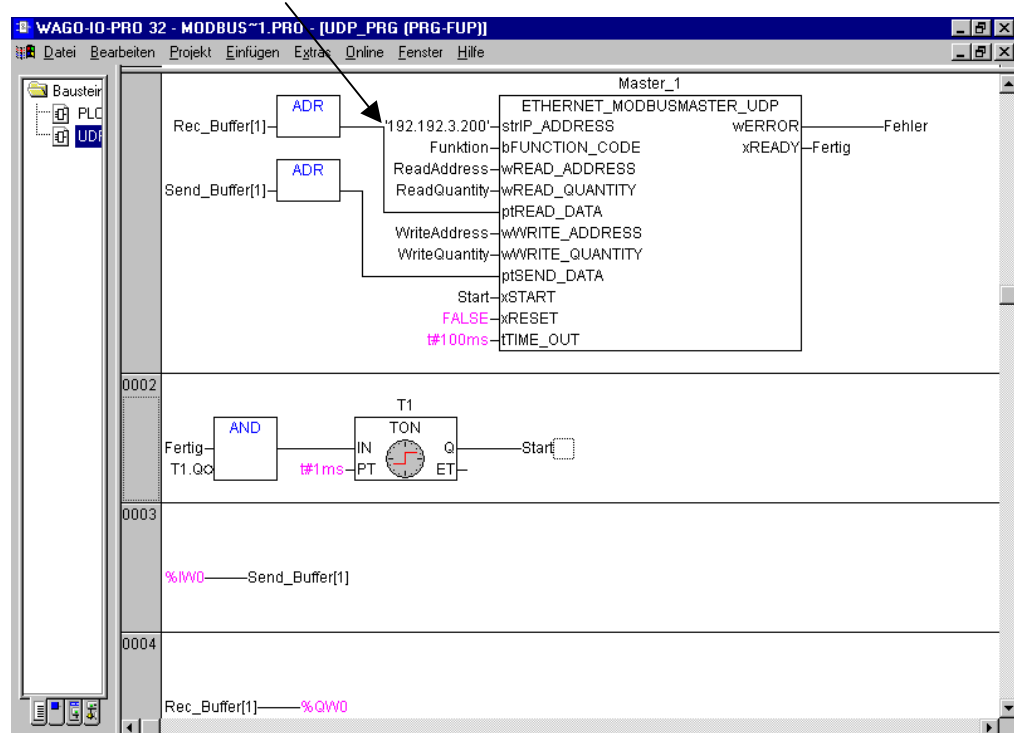 WAGO-IO-PRO 32 - MODBUS~1.PRO - [UDP_PRG (PRG-FUP)]
Datei Bearbeiten Projekt Einfügen Extras Online Fenster Hilfe
Baustein
PLC
UDP
Master_1
ADR
ETHERNET_MODBUSMASTER_UDP
Rec_Buffer[1] '192.192.3.200' strIP_ADDRESS wERROR Fehler
Funktion bFUNCTION_CODE xREADY Fertig
ADR
ReadAddress wREAD_ADDRESS
Send_Buffer[1] ReadQuantity wREAD_QUANTITY
ptREAD_DATA
WriteAddress wWRITE_ADDRESS
WriteQuantity wWRITE_QUANTITY
ptSEND_DATA
Start xSTART
FALSE xRESET
t#100ms tTIME_OUT
0002
T1
AND TON
Fertig IN Q Start
T1.Q t#1ms PT ET
0003
%IW0 Send_Buffer[1]
0004
Rec_Buffer[1] %QW0